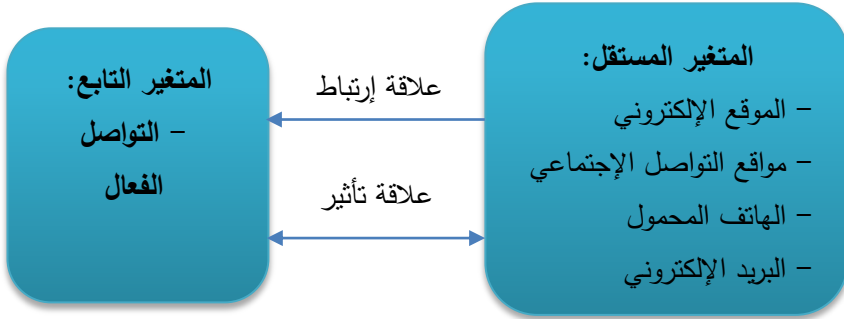 المتغير المستقل:
– الموقع الإلكتروني
– مواقع التواصل الإجتماعي
– الهاتف المحمول
– البريد الإلكتروني
علاقة إرتباط
علاقة تأثير
المتغير التابع:
– التواصل
الفعال